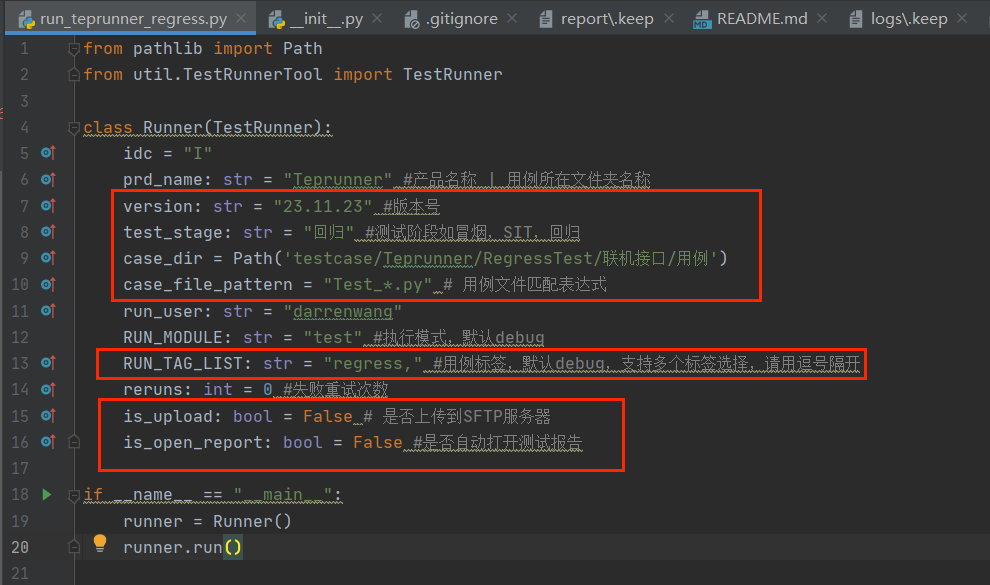 run_teprunner_regress.py × __init__.py × .gitignore × report\.keep × README.md × logs\.keep ×
1 from pathlib import Path
2 from util.TestRunnerTool import TestRunner
3
4 class Runner(TestRunner):
5 idc = "I"
6 prd_name: str = "Teprunner" #产品名称 | 用例所在文件夹名称
7 version: str = "23.11.23" #版本号
8 test_stage: str = "回归" #测试阶段如冒烟，SIT，回归
9 case_dir = Path('testcase/Teprunner/RegressTest/联机接口/用例')
10 case_file_pattern = "Test_*.py" # 用例文件匹配表达式
11 run_user: str = "darrenwang"
12 RUN_MODULE: str = "test" #执行模式，默认debug
13 RUN_TAG_LIST: str = "regress," #用例标签，默认debug，支持多个标签选择，请用逗号隔开
14 reruns: int = 0 #失败重试次数
15 is_upload: bool = False # 是否上传到SFTP服务器
16 is_open_report: bool = False #是否自动打开测试报告
17
18 if __name__ == "__main__":
19 runner = Runner()
20 runner.run()
21